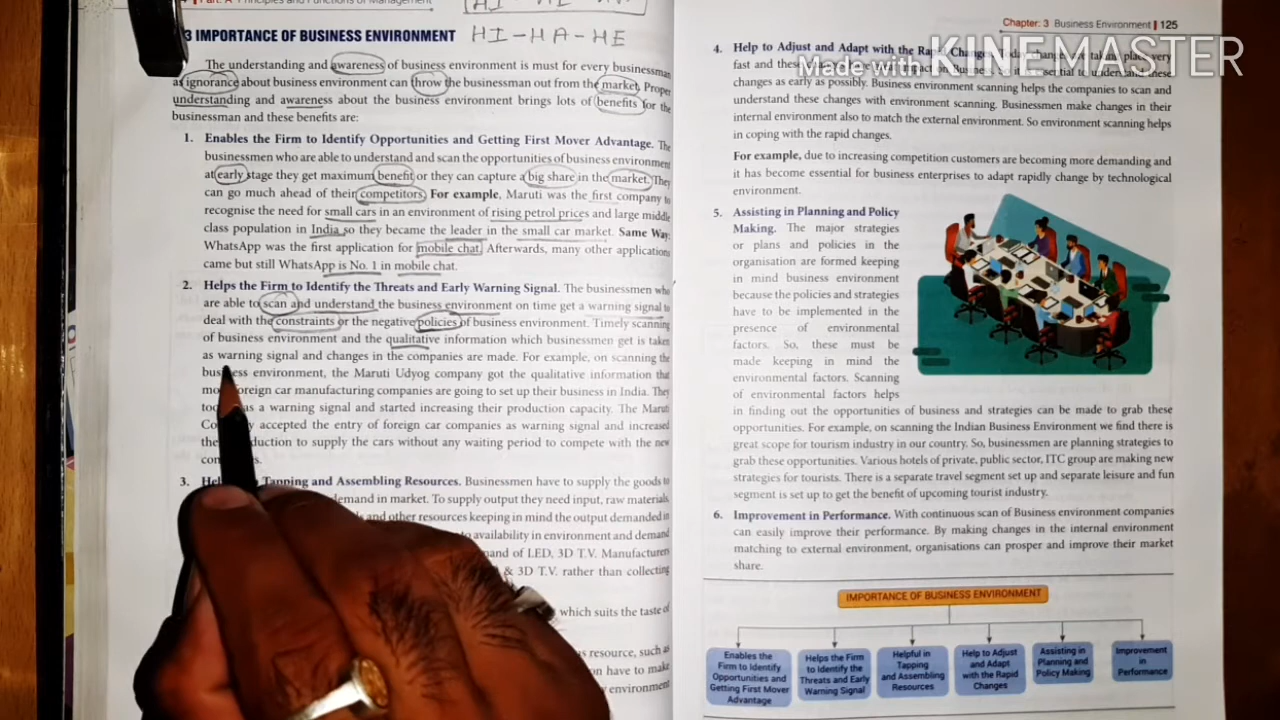 Part A Principles and Functions of Management
HI
3 IMPORTANCE OF BUSINESS ENVIRONMENT HI-HA-HE
The understanding and awareness of business environment is must for every businessman
as ignorance about business environment can throw the businessman out from the market. Proper
understanding and awareness about the business environment brings lots of benefits for the
businessman and these benefits are:
1. Enables the Firm to Identify Opportunities and Getting First Mover Advantage. The
businessmen who are able to understand and scan the opportunities of business environment
at early stage they get maximum benefit or they can capture a big share in the market. They
can go much ahead of their competitors. For example, Maruti was the first company to
recognise the need for small cars in an environment of rising petrol prices and large middle
class population in India so they became the leader in the small car market. Same Way:
WhatsApp was the first application for mobile chat. Afterwards, many other applications
came but still WhatsApp is No. 1 in mobile chat.
2. Helps the Firm to Identify the Threats and Early Warning Signal. The businessmen who
are able to scan and understand the business environment on time get a warning signal to
deal with the constraints or the negative policies of business environment. Timely scanning
of business environment and the qualitative information which businessmen get is taken
as warning signal and changes in the companies are made. For example, on scanning the
business environment, the Maruti Udyog company got the qualitative information that
foreign car manufacturing companies are going to set up their business in India. They
as a warning signal and started increasing their production capacity. The Maruti
accepted the entry of foreign car companies as warning signal and increased
to supply the cars without any waiting period to compete with the new
3. Tapping and Assembling Resources. Businessmen have to supply the goods to
demand in market. To supply output they need input, raw materials,
and other resources keeping in mind the output demanded in
to availability in environment and demand
of LED, 3D T.V. Manufacturers
& 3D T.V. rather than collecting
which suits the taste of
resource, such as
have to make
environment
Chapter: 3 Business Environment 125
4. Help to Adjust and Adapt with the Rapid Changes. Today changes are taking place very
fast and these
changes as early as possibly. Business environment scanning helps the companies to scan and
understand these changes with environment scanning. Businessmen make changes in their
internal environment also to match the external environment. So environment scanning helps
in coping with the rapid changes.
For example, due to increasing competition customers are becoming more demanding and
it has become essential for business enterprises to adapt rapidly change by technological
environment.
5. Assisting in Planning and Policy
Making. The major strategies
or plans and policies in the
organisation are formed keeping
in mind business environment
because the policies and strategies
have to be implemented in the
presence of environmental
factors. So, these must be
made keeping in mind the
environmental factors. Scanning
of environmental factors helps
in finding out the opportunities of business and strategies can be made to grab these
opportunities. For example, on scanning the Indian Business Environment we find there is
great scope for tourism industry in our country. So, businessmen are planning strategies to
grab these opportunities. Various hotels of private, public sector, ITC group are making new
strategies for tourists. There is a separate travel segment set up and separate leisure and fun
segment is set up to get the benefit of upcoming tourist industry.
6. Improvement in Performance. With continuous scan of Business environment companies
can easily improve their performance. By making changes in the internal environment
matching to external environment, organisations can prosper and improve their market
share.
IMPORTANCE OF BUSINESS ENVIRONMENT
Enables the
Firm to Identify
Opportunities and
Getting First Mover
Advantage
Helps the Firm
to Identify the
Threats and Early
Warning Signal
Helpful in
Tapping
and Assembling
Resources
Help to Adjust
and Adapt
with the Rapid
Changes
Assisting in
Planning and
Policy Making
Improvement
in
Performance
Made with KINEMASTER